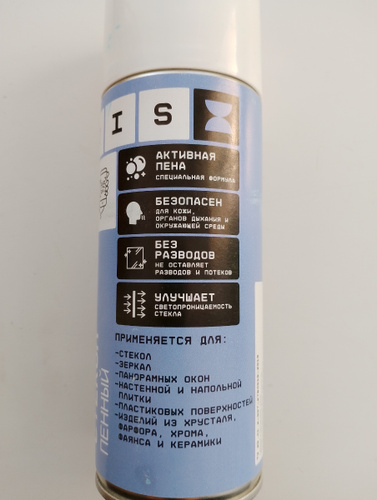 I S
АКТИВНАЯ
ПЕНА
СПЕЦИАЛЬНАЯ ФОРМУЛА
БЕЗОПАСЕН
ДЛЯ КОЖИ,
ОРГАНОВ ДЫХАНИЯ И
ОКРУЖАЮЩЕЙ СРЕДЫ
БЕЗ
РАЗВОДОВ
НЕ ОСТАВЛЯЕТ
РАЗВОДОВ И ПОТЕКОВ
УЛУЧШАЕТ
СВЕТОПРОНИЦАЕМОСТЬ
СТЕКЛА
ПРИМЕНЯЕТСЯ ДЛЯ:
-СТЕКОЛ
-ЗЕРКАЛ
-ПАНОРАМНЫХ ОКОН
-НАСТЕННОЙ И НАПОЛЬНОЙ
ПЛИТКИ
-ПЛАСТИКОВЫХ ПОВЕРХНОСТЕЙ
-ИЗДЕЛИЙ ИЗ ХРУСТАЛЯ,
ФАРФОРА, ХРОМА,
ФАЯНСА И КЕРАМИКИ
ПЕННЫЙ